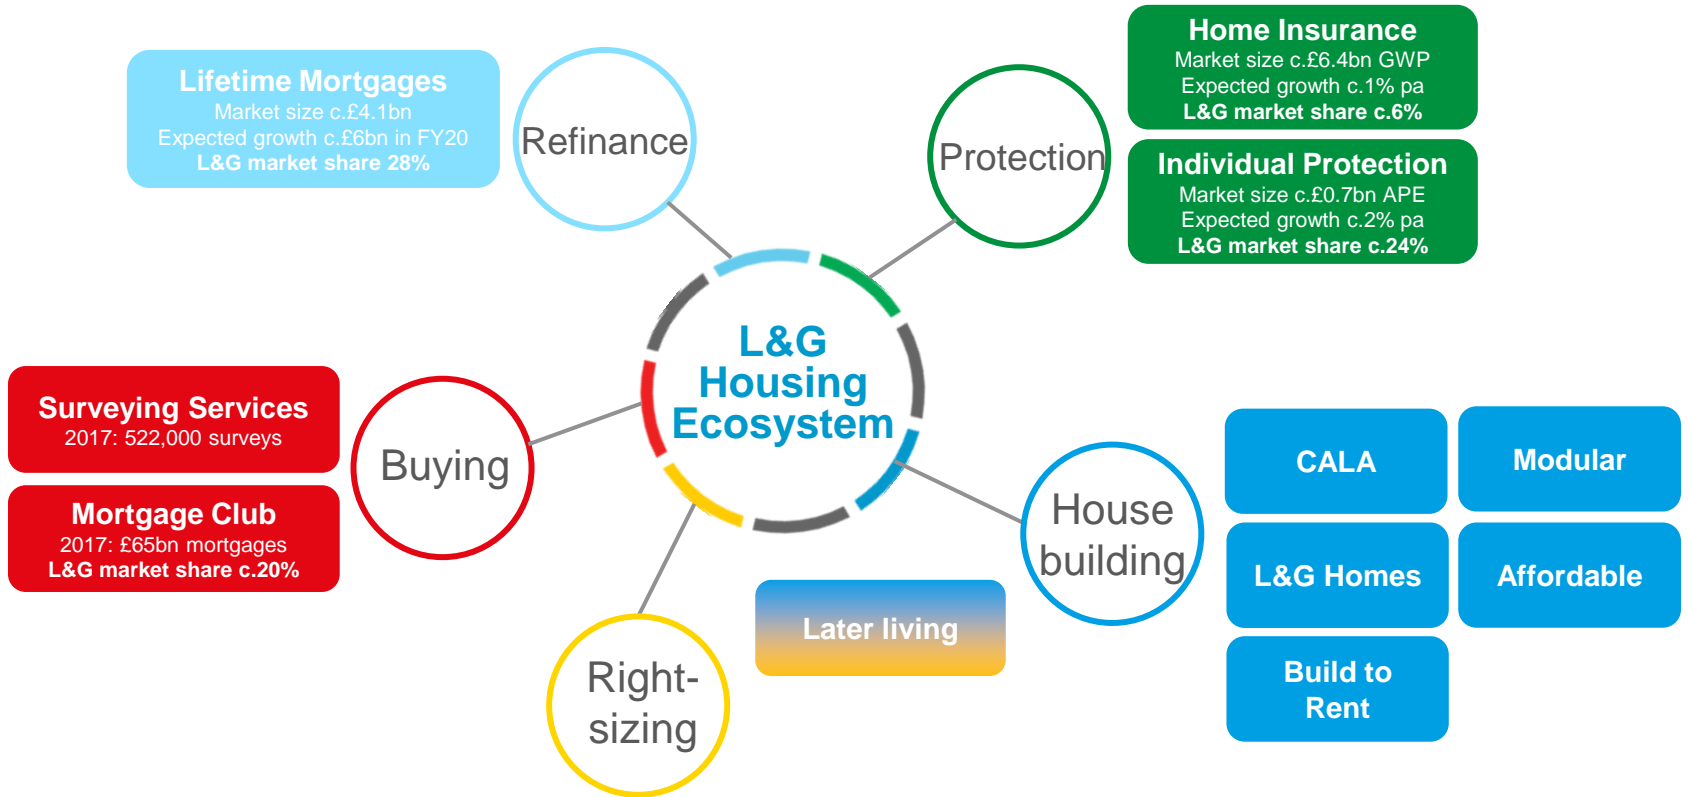 Lifetime Mortgages
Market size c.£4.1bn
Expected growth c.£6bn in FY20
L&G market share 28%
Refinance
Protection
Home Insurance
Market size c.£6.4bn GWP
Expected growth c.1% pa
L&G market share c.6%
Individual Protection
Market size c.£0.7bn APE
Expected growth c.2% pa
L&G market share c.24%
L&G
Housing
Ecosystem
Surveying Services
2017: 522,000 surveys
Mortgage Club
2017: £65bn mortgages
L&G market share c.20%
Buying
House
building
CALA
Modular
L&G Homes
Affordable
Build to
Rent
Later living
Right-
sizing